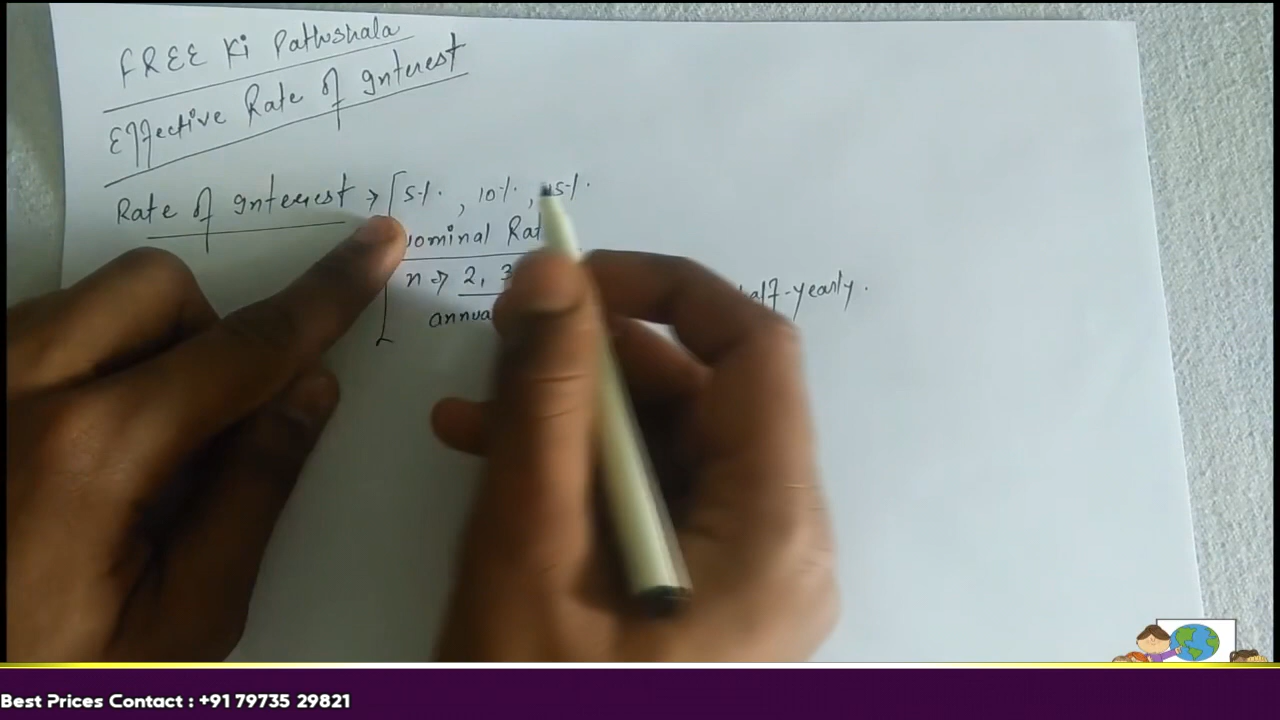 FREE Ki Pathshala
Effective Rate of Interest
Rate of Interest → 5%, 10%, 15%.
nominal Rat
n → 2, 3
half-yearly.
annua
Best Prices Contact : +91 79735 29821